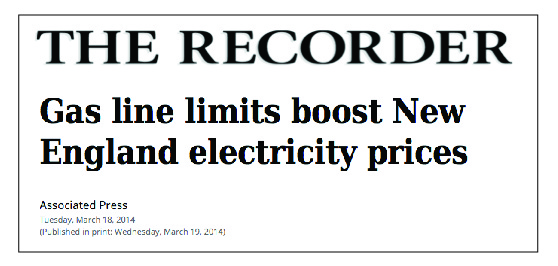 THE RECORDER
Gas line limits boost New
England electricity prices
Associated Press
Tuesday, March 18, 2014
(Published in print: Wednesday, March 19, 2014)